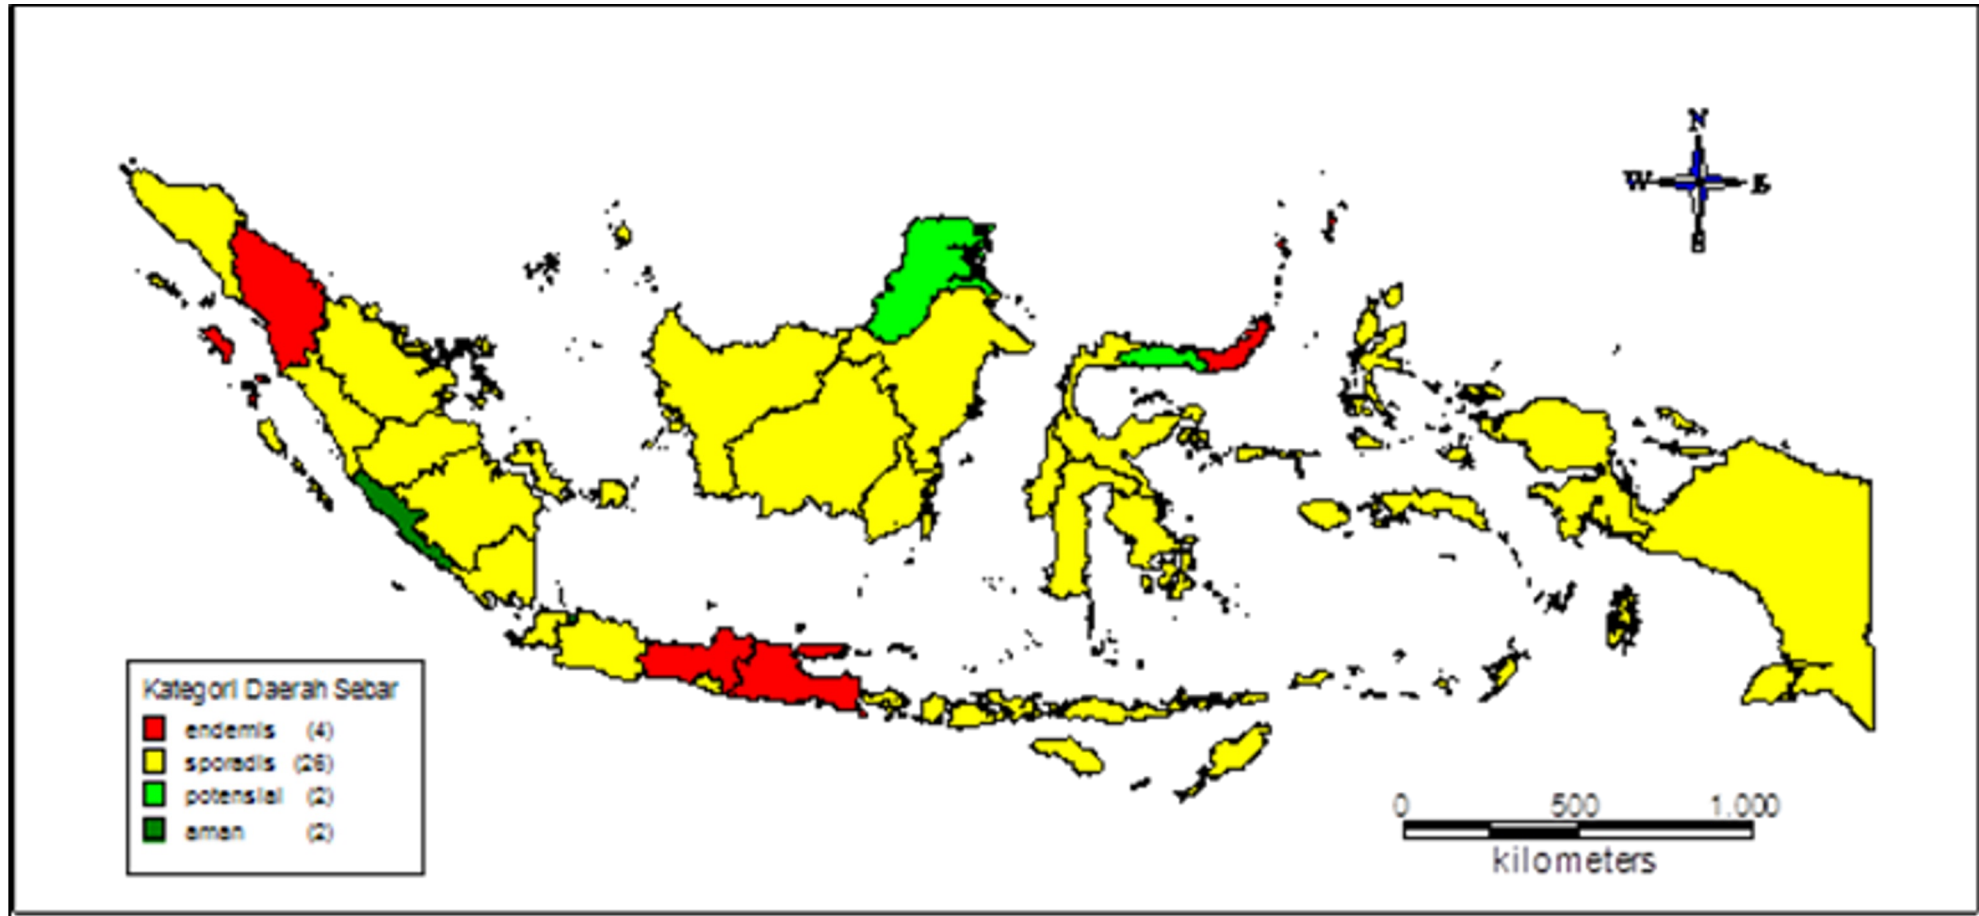 N
W E
S
Kategori Daerah Sebar
endemis (4)
sporadis (26)
potensial (2)
aman (2)
0 500 1.000
kilometers